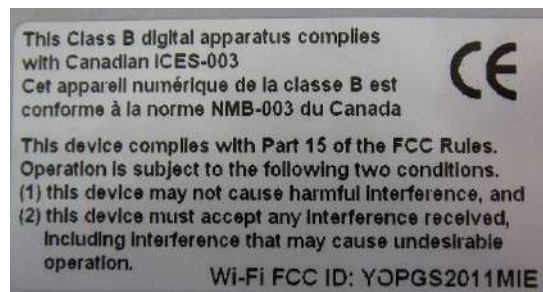 This Class B digital apparatus complies
with Canadian ICES-003
Cet appareil numérique de la classe B est
conforme à la norme NMB-003 du Canada
CE
This device complies with Part 15 of the FCC Rules.
Operation is subject to the following two conditions.
(1) this device may not cause harmful interference, and
(2) this device must accept any interference received,
including interference that may cause undesirable
operation.
Wi-Fi FCC ID: YOPGS2011MIE